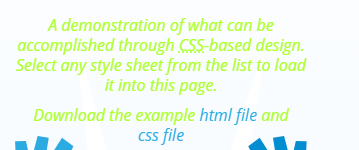 A demonstration of what can be
accomplished through CSS-based design.
Select any style sheet from the list to load
it into this page.
Download the example html file and
css file